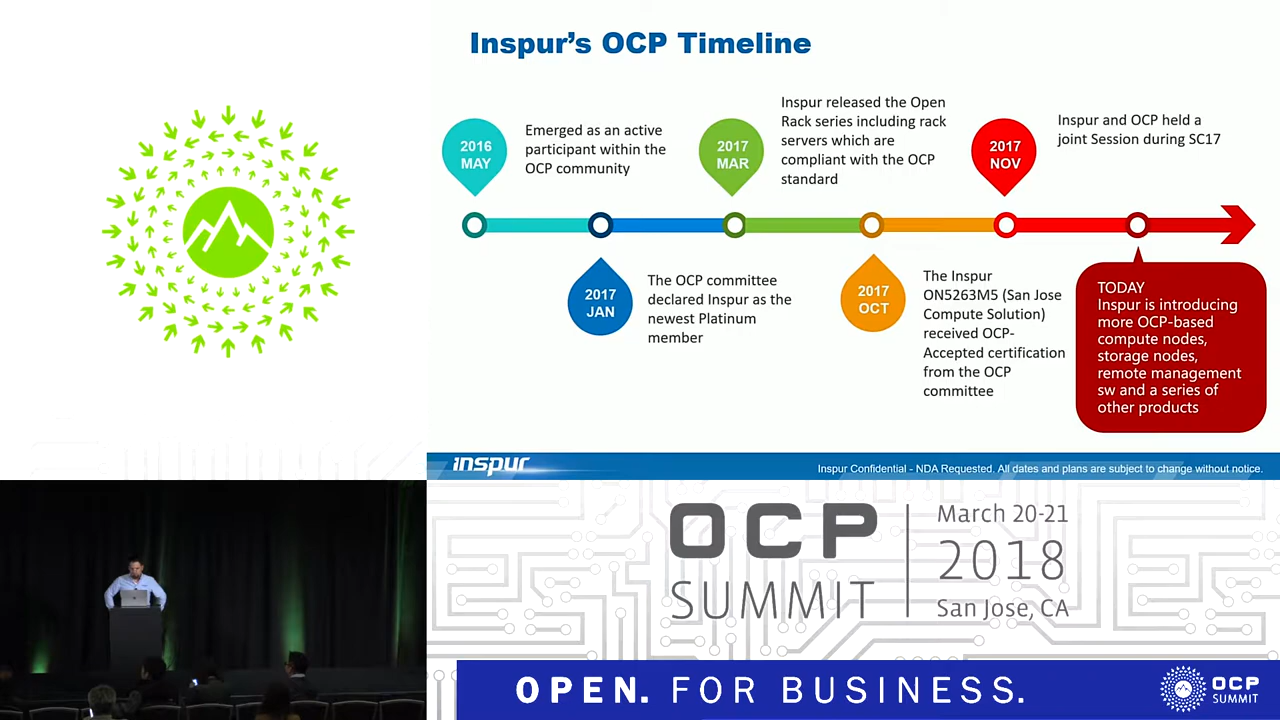 Inspur's OCP Timeline
2016
MAY
Emerged as an active
participant within the
OCP community
2017
JAN
The OCP committee
declared Inspur as the
newest Platinum
member
2017
MAR
Inspur released the Open
Rack series including rack
servers which are
compliant with the OCP
standard
2017
OCT
The Inspur
ON5263M5 (San Jose
Compute Solution)
received OCP-
Accepted certification
from the OCP
committee
2017
NOV
Inspur and OCP held a
joint Session during SC17
TODAY
Inspur is introducing
more OCP-based
compute nodes,
storage nodes,
remote management
sw and a series of
other products
inspur
Inspur Confidential - NDA Requested. All dates and plans are subject to change without notice.
OCP
SUMMIT
March 20-21
2018
San Jose, CA
OPEN. FOR BUSINESS.
OCP
SUMMIT